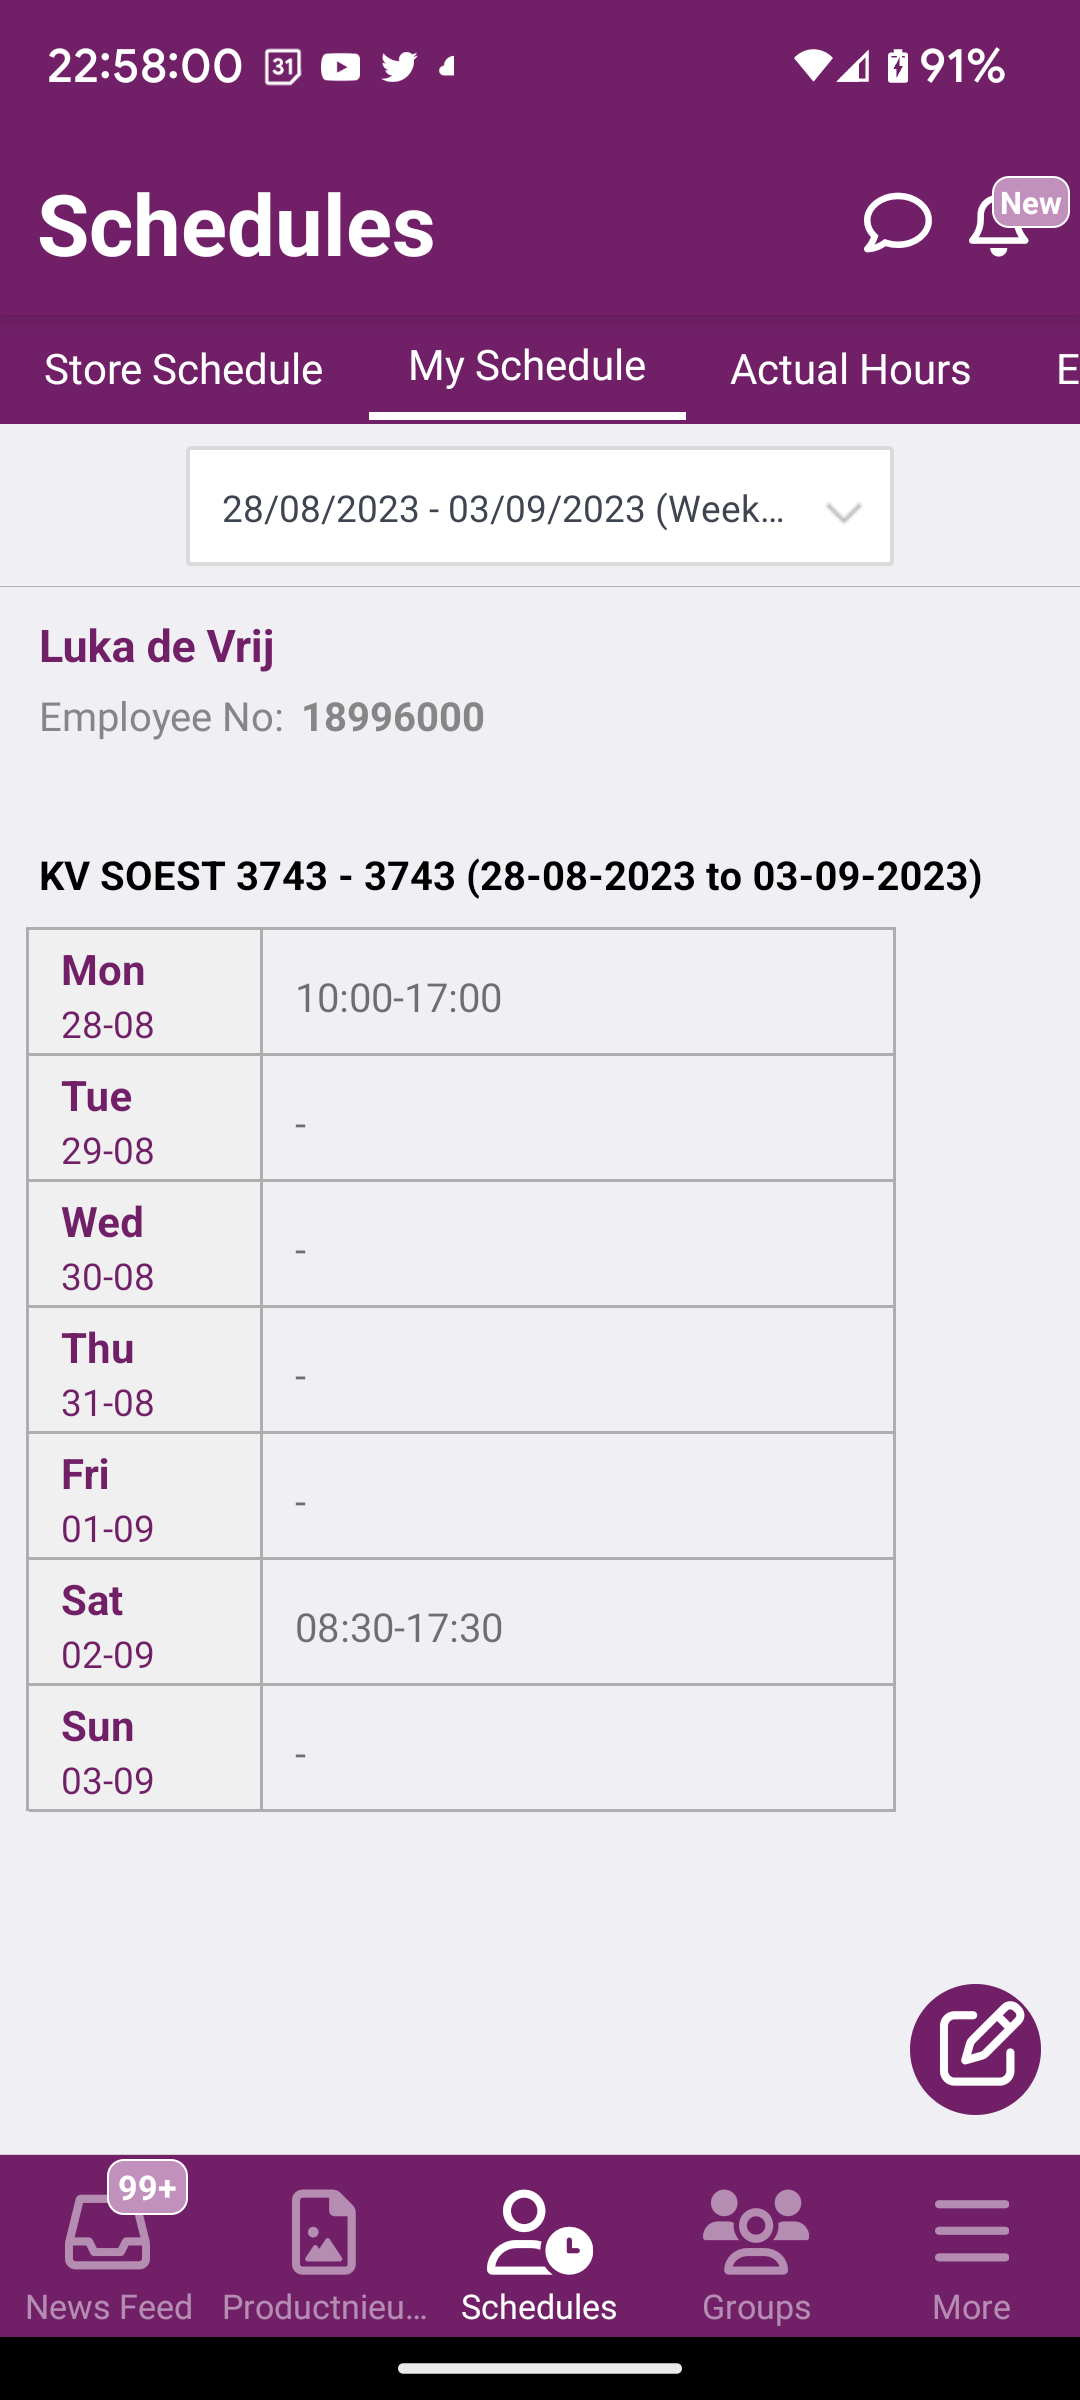 22:58:00 31 91%
Schedules
New
Store Schedule My Schedule Actual Hours E
28/08/2023 - 03/09/2023 (Week...
Luka de Vrij
Employee No: 18996000
KV SOEST 3743 - 3743 (28-08-2023 to 03-09-2023)
Mon
28-08
10:00-17:00
Tue
29-08
-
Wed
30-08
-
Thu
31-08
-
Fri
01-09
-
Sat
02-09
08:30-17:30
Sun
03-09
-
99+
News Feed Productnieu... Schedules Groups More